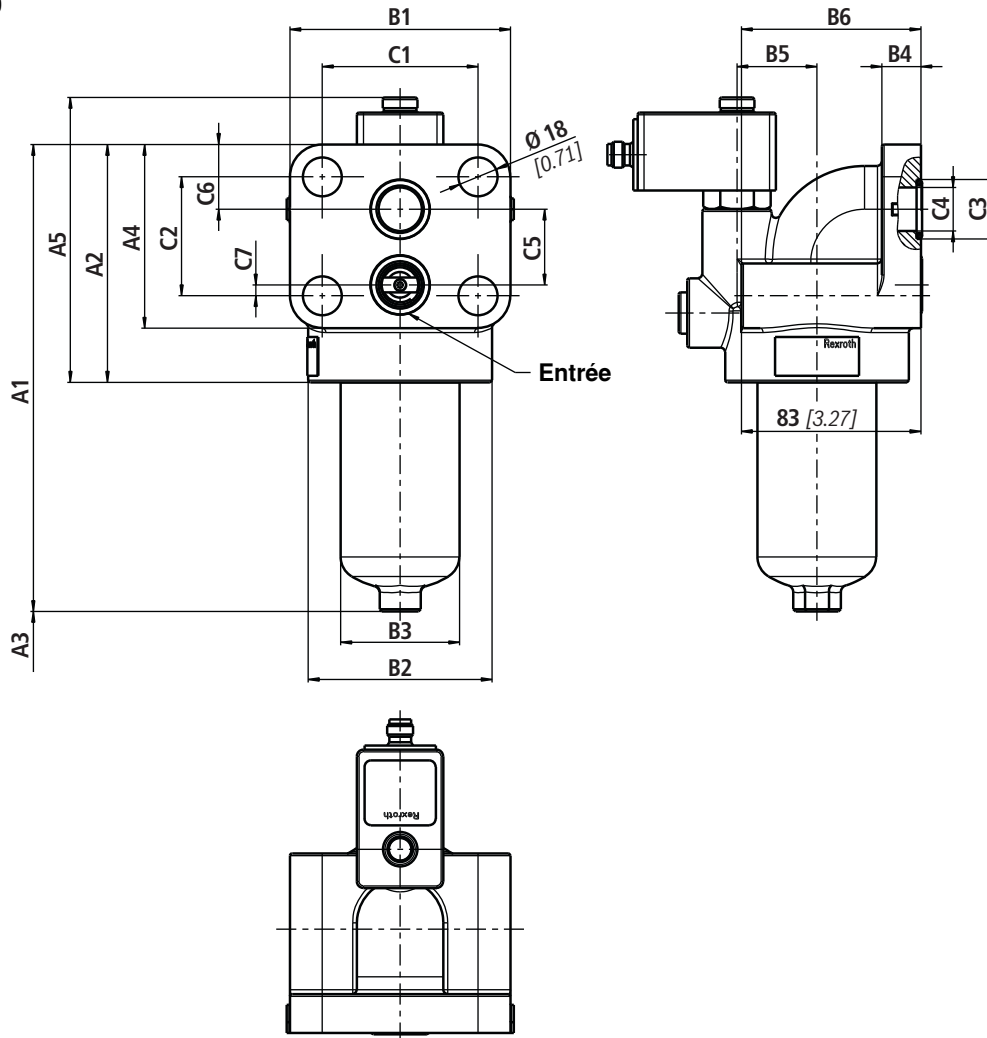 )
B1
C1
B6
B5
B4
Ø 18
[0.71]
C6
C2
C7
A5
A2
A4
A1
C5
C4
C3
Entrée
Rexroth
83 [3.27]
A3
B3
B2
Rexroth